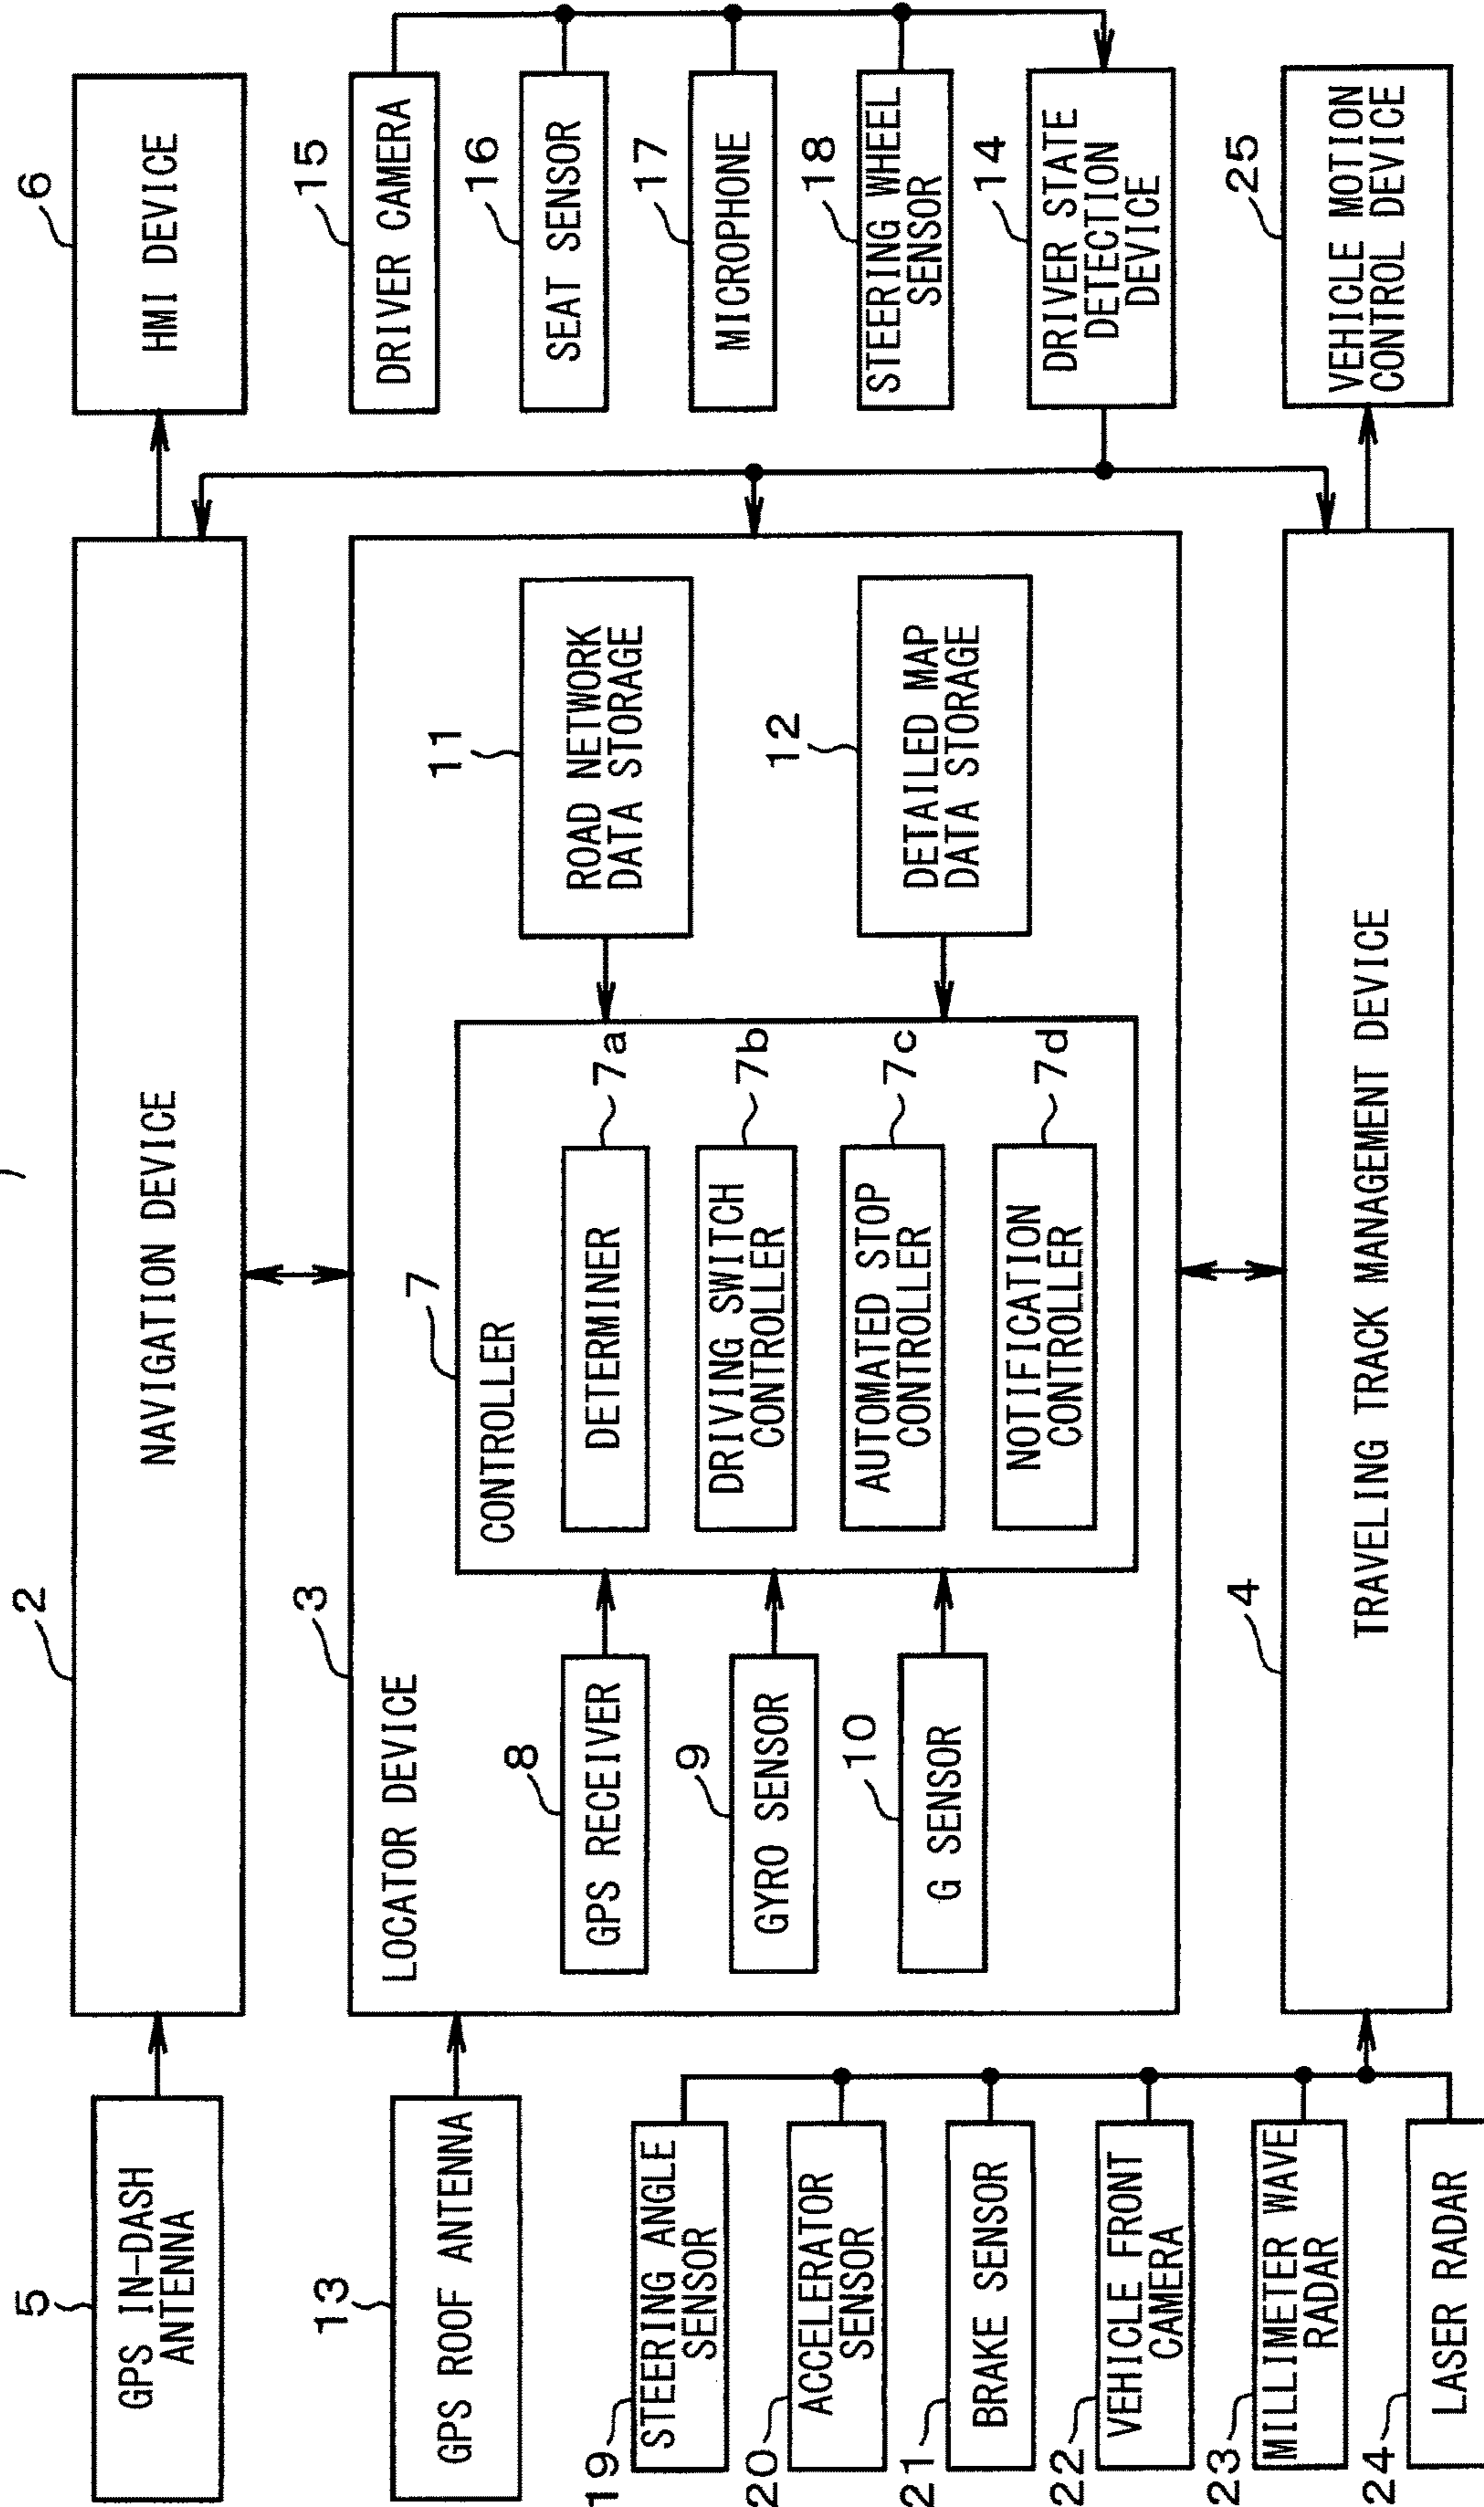 5
GPS IN-DASH
ANTENNA
2
NAVIGATION DEVICE
6
HMI DEVICE
13
GPS ROOF ANTENNA
3
LOCATOR DEVICE
8
GPS RECEIVER
9
GYRO SENSOR
10
G SENSOR
7
CONTROLLER
7a
DETERMINER
7b
DRIVING SWITCH
CONTROLLER
7c
AUTOMATED STOP
CONTROLLER
7d
NOTIFICATION
CONTROLLER
11
ROAD NETWORK
DATA STORAGE
12
DETAILED MAP
DATA STORAGE
15
DRIVER CAMERA
16
SEAT SENSOR
17
MICROPHONE
18
STEERING WHEEL
SENSOR
14
DRIVER STATE
DETECTION
DEVICE
19
STEERING ANGLE
SENSOR
20
ACCELERATOR
SENSOR
21
BRAKE SENSOR
22
VEHICLE FRONT
CAMERA
23
MILLIMETER WAVE
RADAR
24
LASER RADAR
4
TRAVELING TRACK MANAGEMENT DEVICE
25
VEHICLE MOTION
CONTROL DEVICE